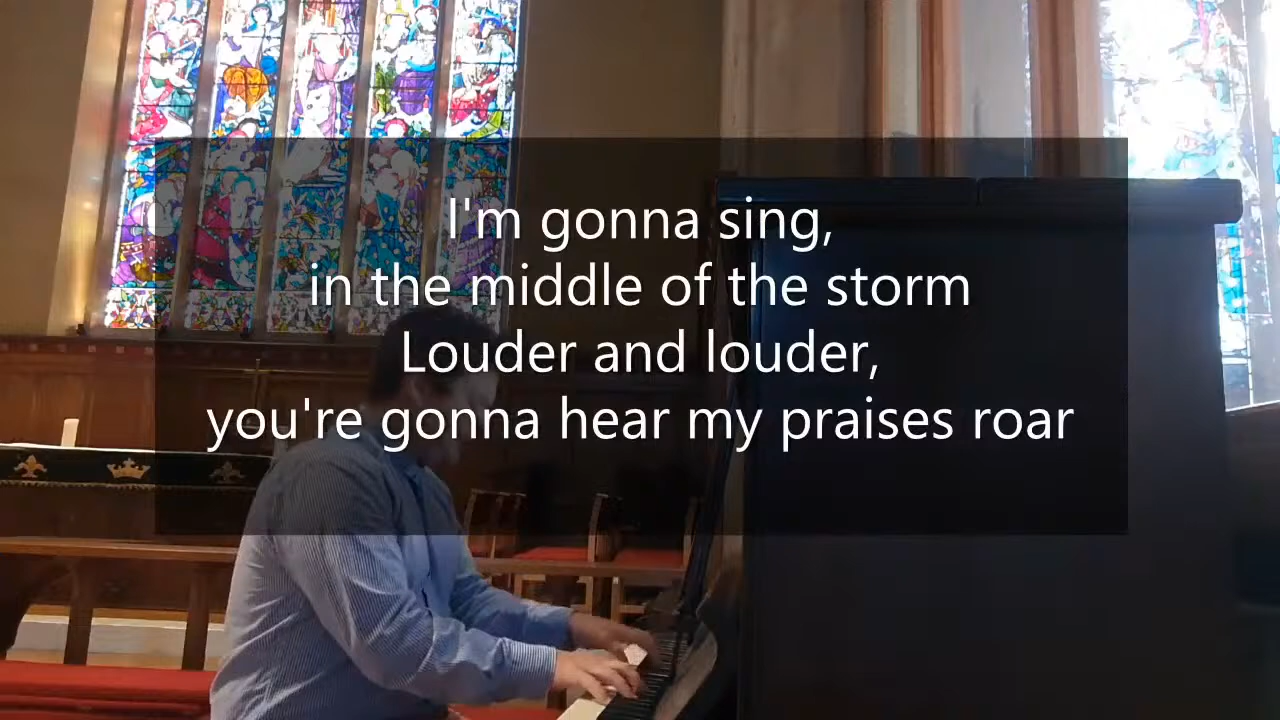 I'm gonna sing,
in the middle of the storm
Louder and louder,
you're gonna hear my praises roar